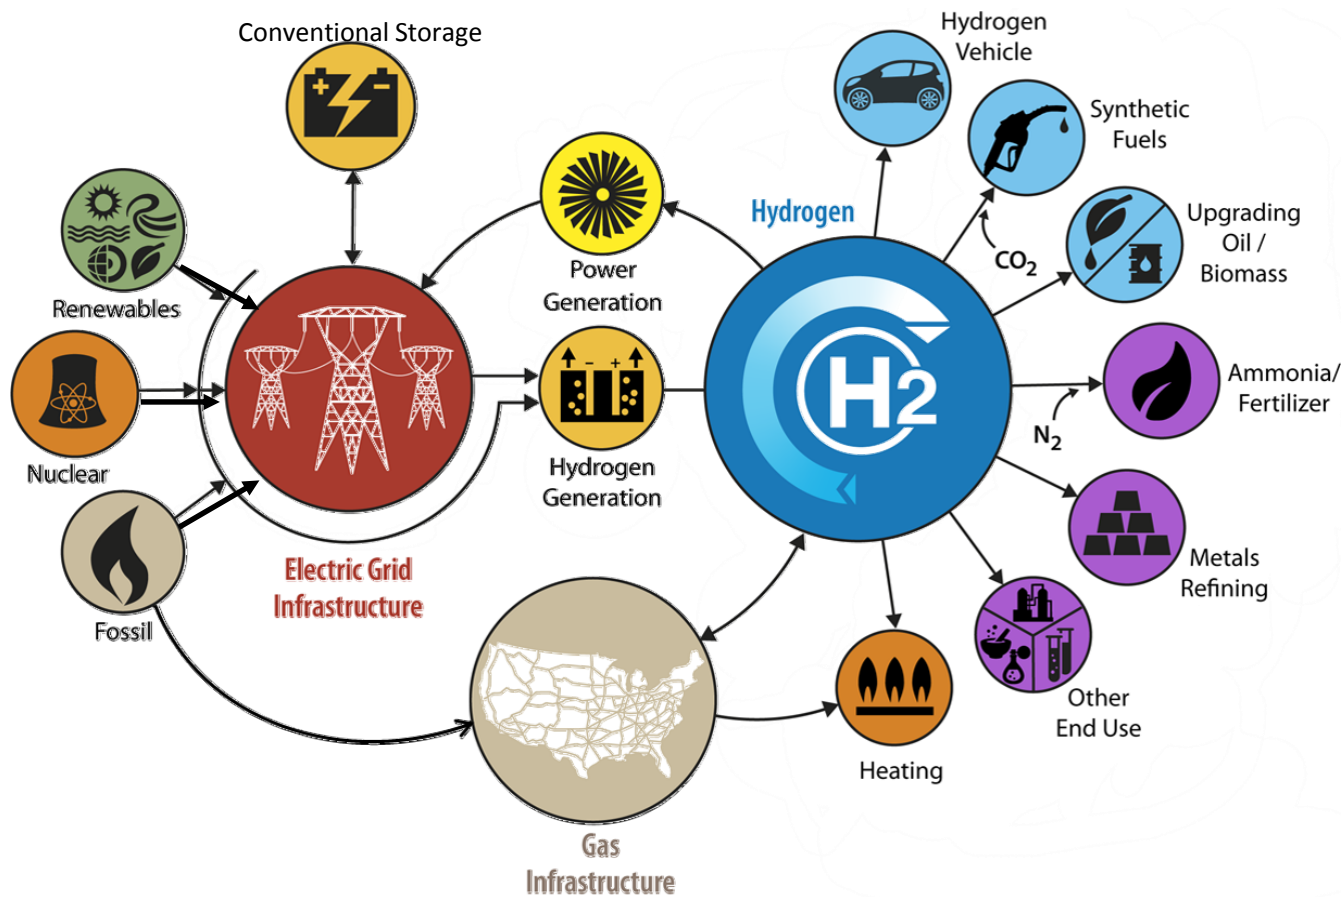 Conventional Storage
Hydrogen
Vehicle
Synthetic
Fuels
Upgrading
Oil /
Biomass
CO2
Hydrogen
Renewables
Power
Generation
+ -
- +
H2
Ammonia/
Fertilizer
N2
Nuclear
Hydrogen
Generation
Metals
Refining
Electric Grid
Infrastructure
Fossil
Other
End Use
Heating
Gas
Infrastructure